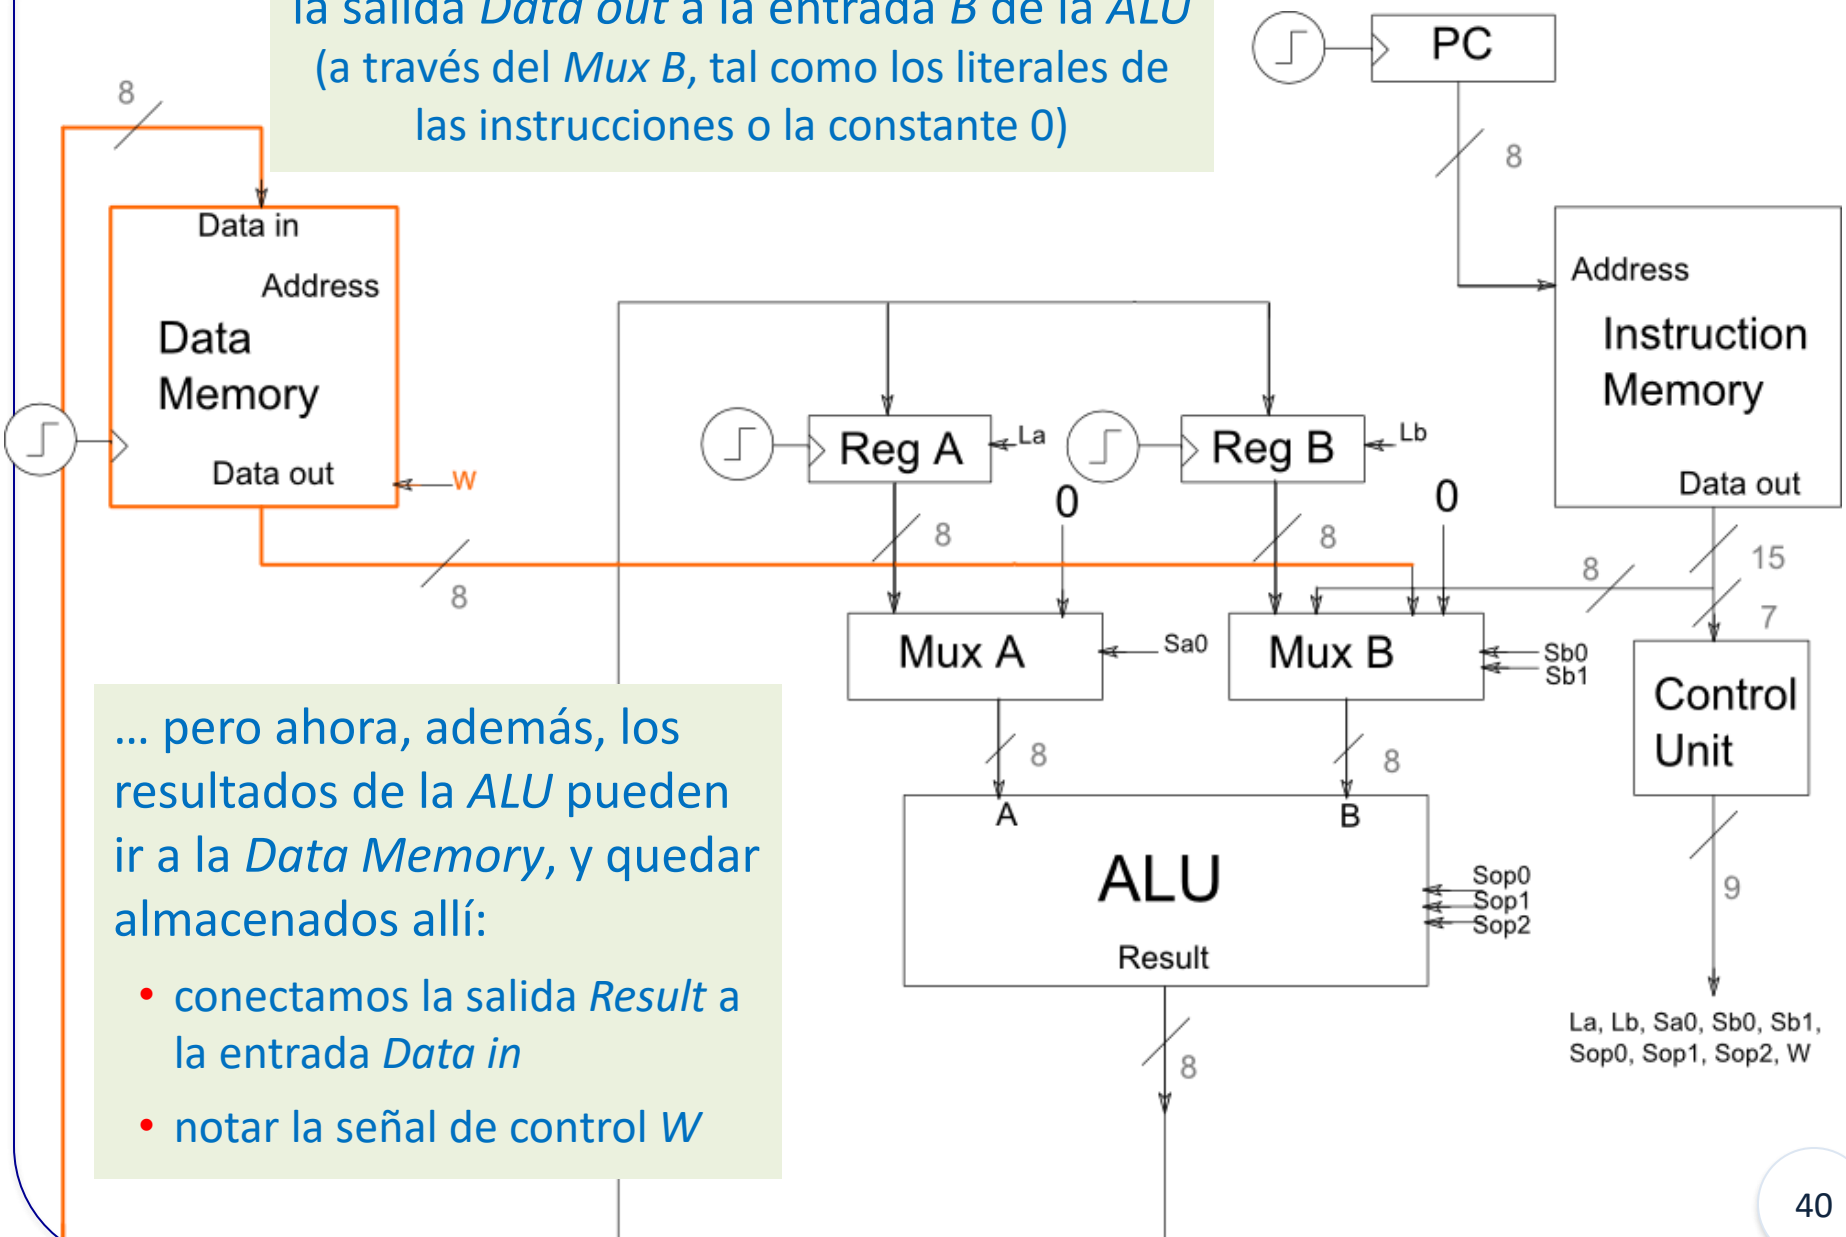 la salida Data out a la entrada B de la ALU
(a través del Mux B, tal como los literales de
las instrucciones o la constante 0)
PC
8
8
Data in
Address
Data
Memory
Data out
W
8
Address
Instruction
Memory
Data out
15
8
7
Reg A
La
Reg B
Lb
0
0
8
8
Mux A
Sa0
Mux B
Sb0
Sb1
Control
Unit
8
8
A
B
ALU
Sop0
Sop1
Sop2
Result
9
8
La, Lb, Sa0, Sb0, Sb1,
Sop0, Sop1, Sop2, W
... pero ahora, además, los
resultados de la ALU pueden
ir a la Data Memory, y quedar
almacenados allí:
• conectamos la salida Result a
la entrada Data in
• notar la señal de control W
40